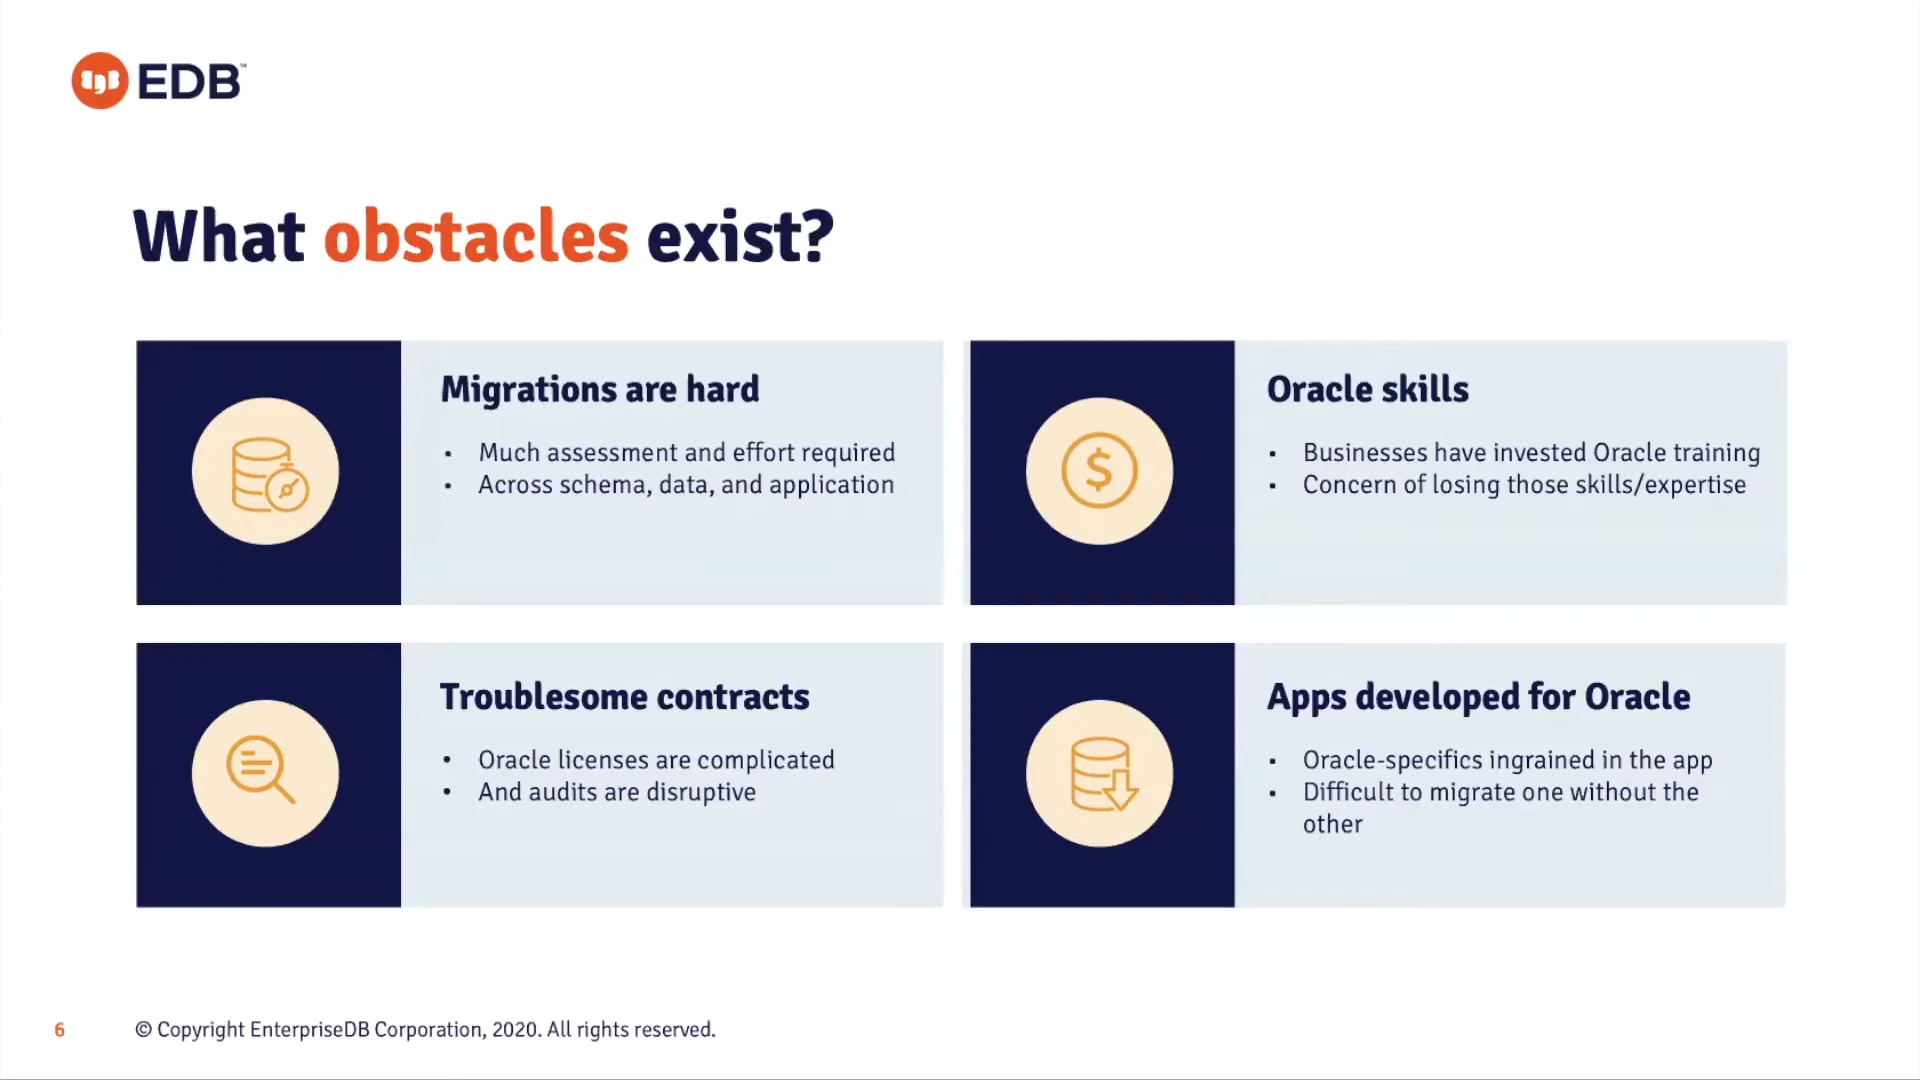 EDB™
What obstacles exist?
Migrations are hard
• Much assessment and effort required
• Across schema, data, and application
Oracle skills
• Businesses have invested Oracle training
• Concern of losing those skills/expertise
$
Troublesome contracts
• Oracle licenses are complicated
• And audits are disruptive
Apps developed for Oracle
• Oracle-specifics ingrained in the app
• Difficult to migrate one without the
other
6 © Copyright EnterpriseDB Corporation, 2020. All rights reserved.